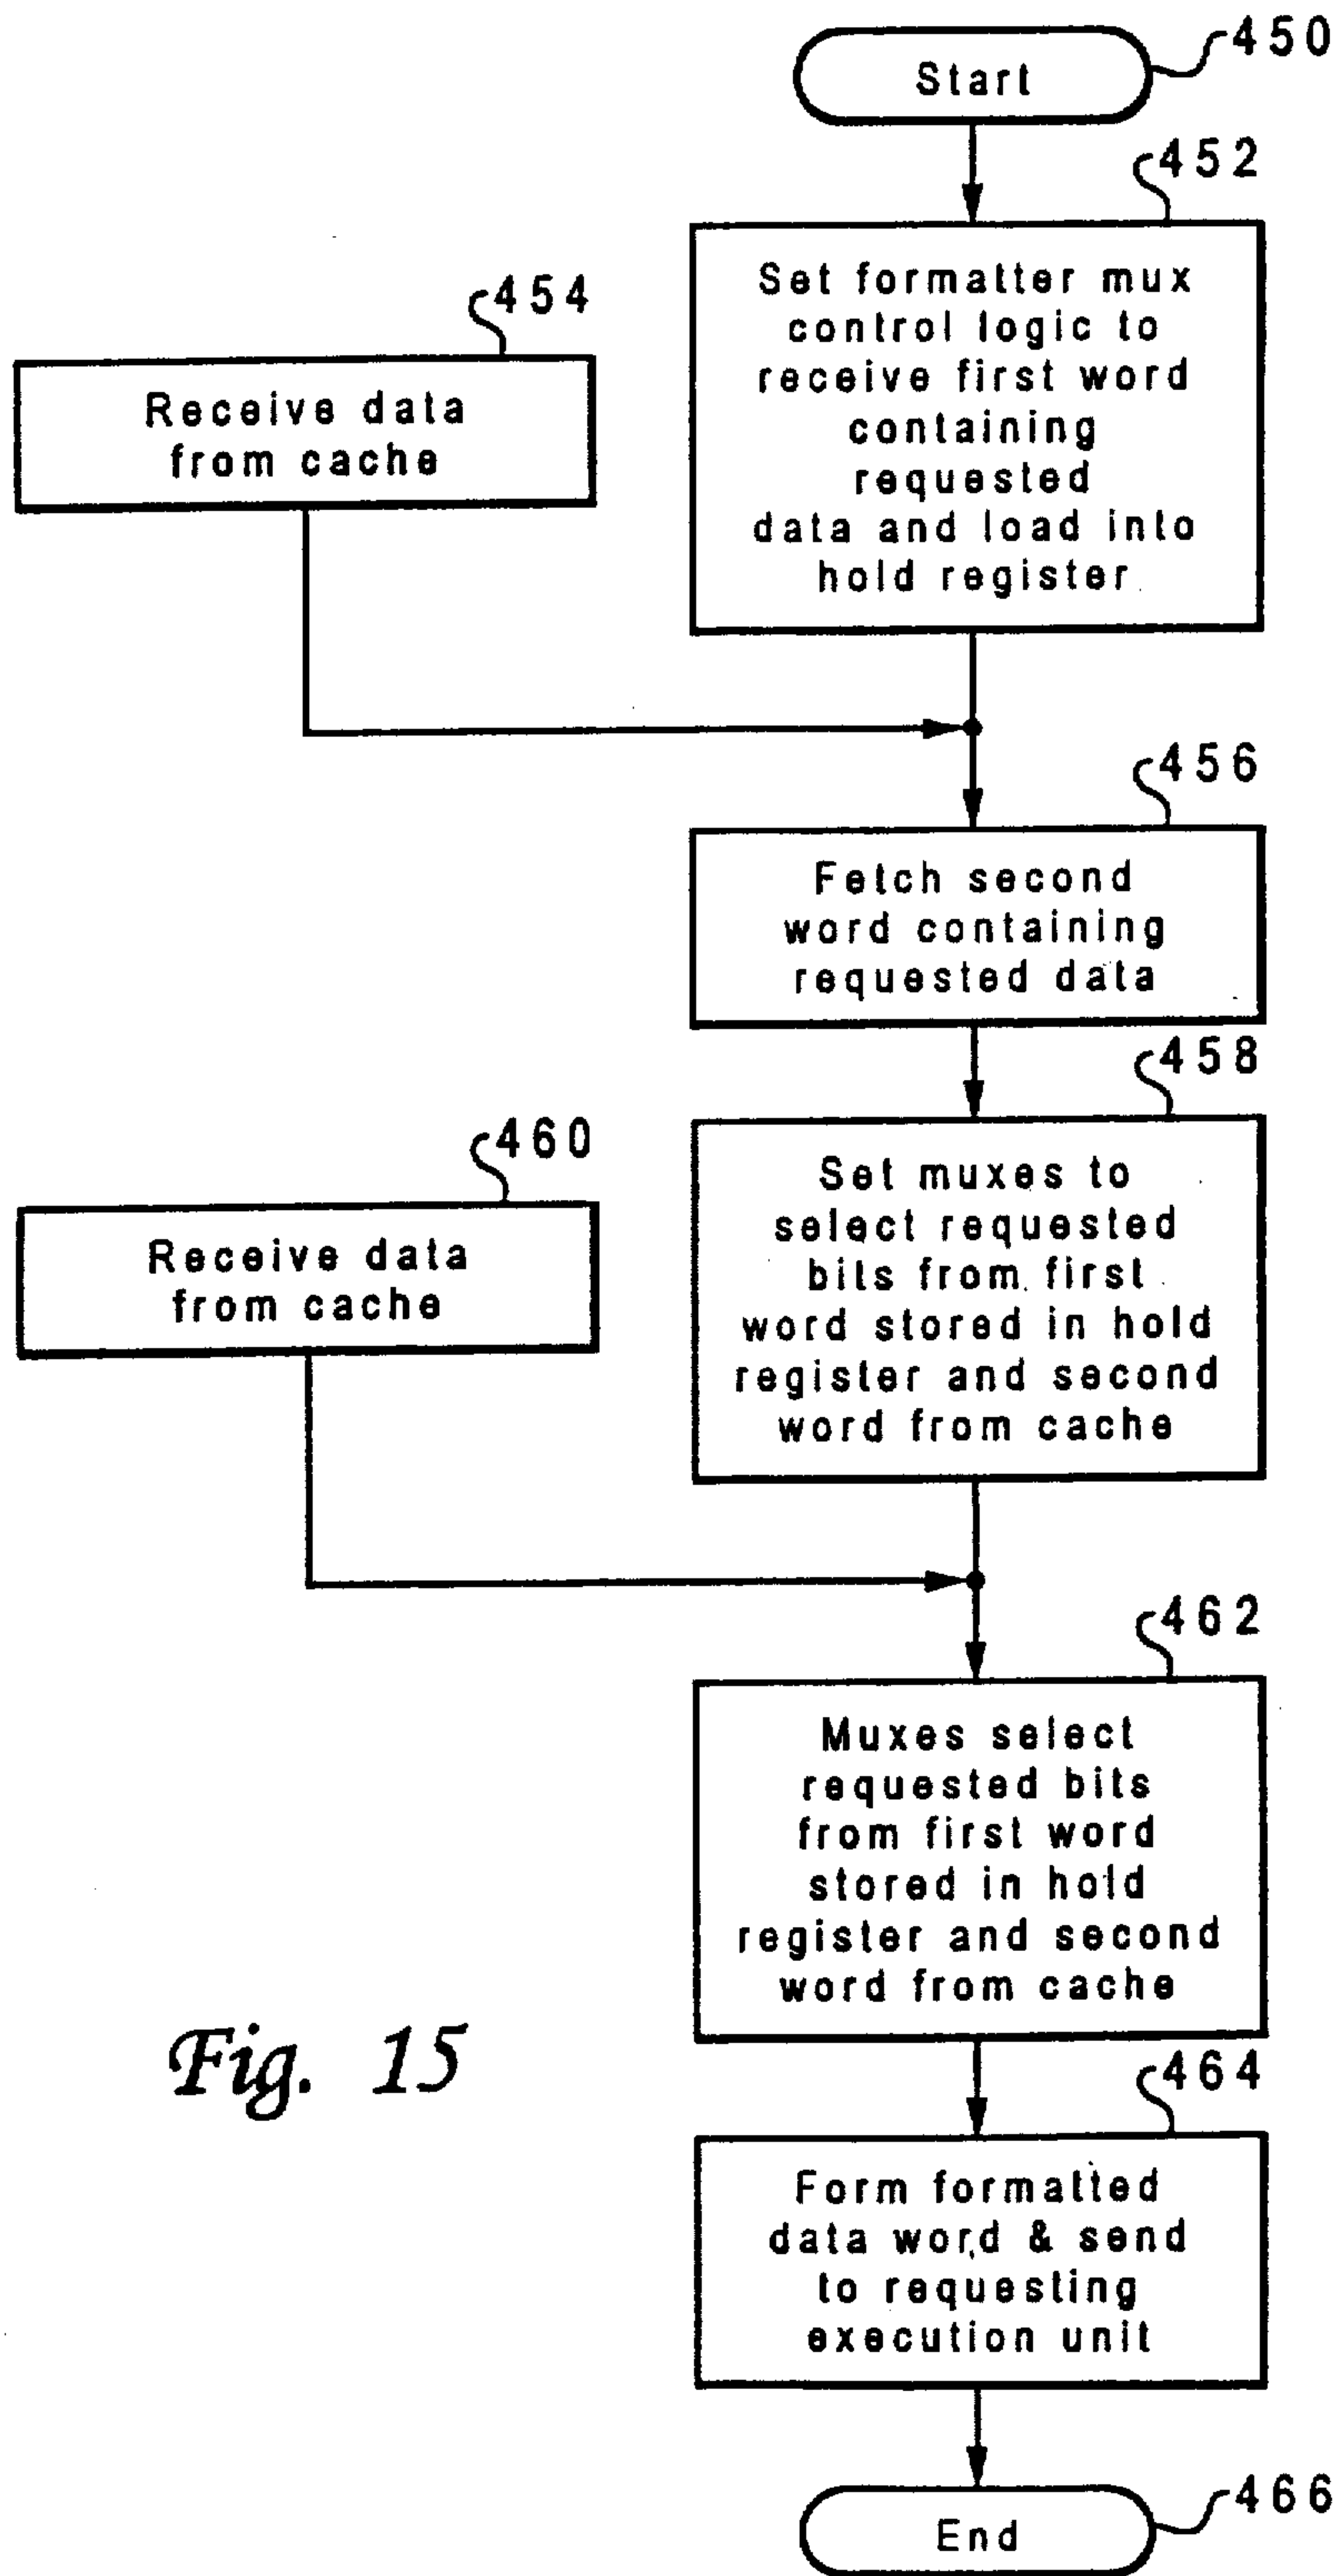 450
Start
452
Set formatter mux
control logic to
receive first word
containing
requested
data and load into
hold register
454
Receive data
from cache
456
Fetch second
word containing
requested data
458
Set muxes to
select requested
bits from first
word stored in hold
register and second
word from cache
460
Receive data
from cache
462
Muxes select
requested bits
from first word
stored in hold
register and second
word from cache
464
Form formatted
data word & send
to requesting
execution unit
466
End
Fig. 15